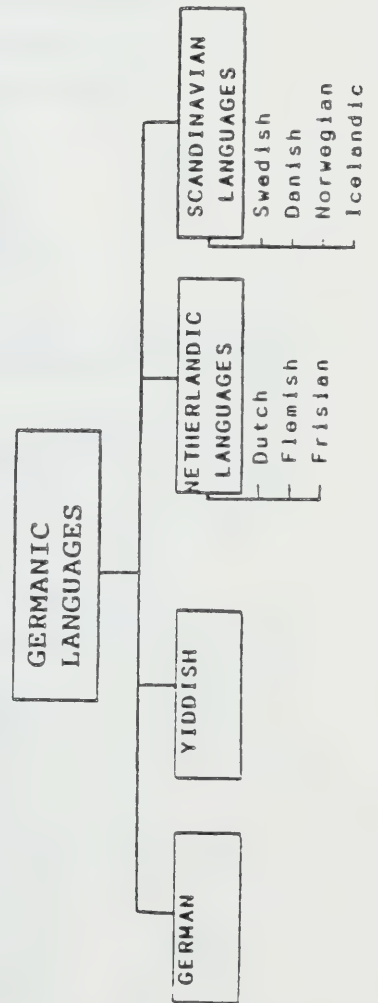 GERMANIC
LANGUAGES
GERMAN
YIDDISH
NETHERLANDIC
LANGUAGES
Dutch
Flemish
Frisian
SCANDINAVIAN
LANGUAGES
Swedish
Danish
Norwegian
Icelandic